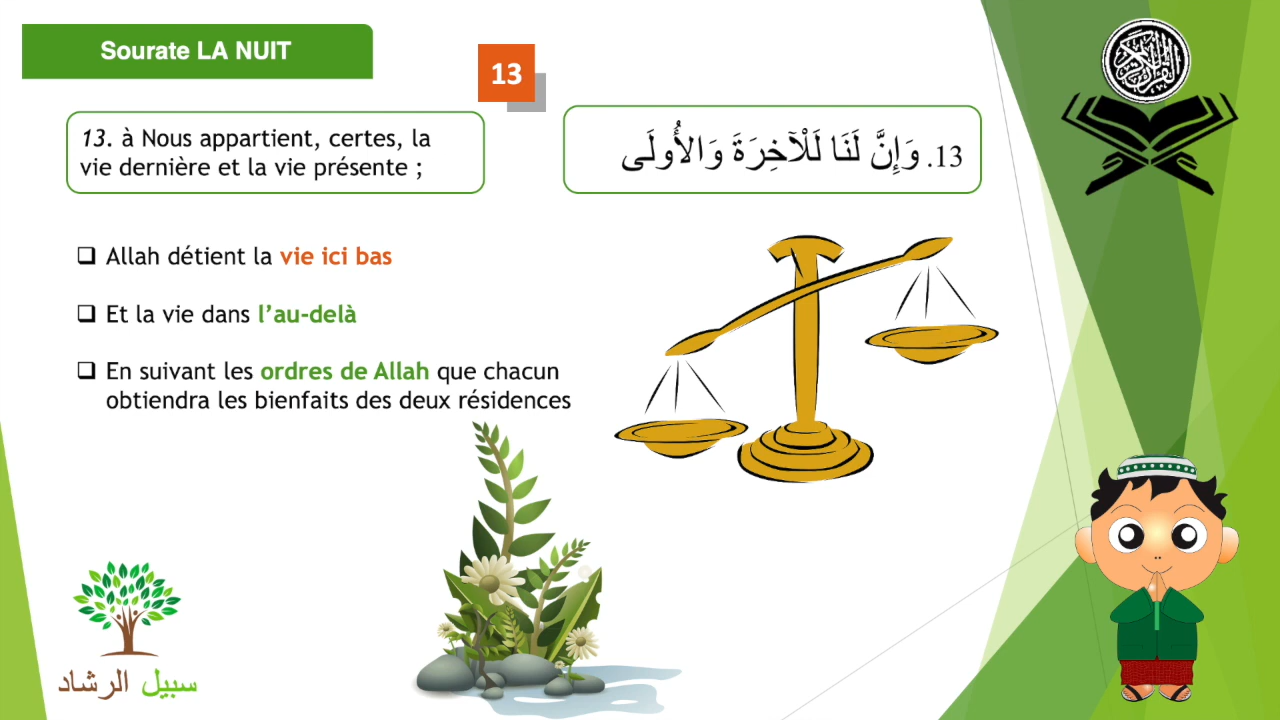 Sourate LA NUIT
13
13. à Nous appartient, certes, la
vie dernière et la vie présente ;
13. وَإِنَّ لَنَا لَلْآخِرَةَ وَالأُولَى
❑ Allah détient la vie ici bas
❑ Et la vie dans l’au-delà
❑ En suivant les ordres de Allah que chacun
obtiendra les bienfaits des deux résidences
سبيل الرشاد
القرآن الكريم